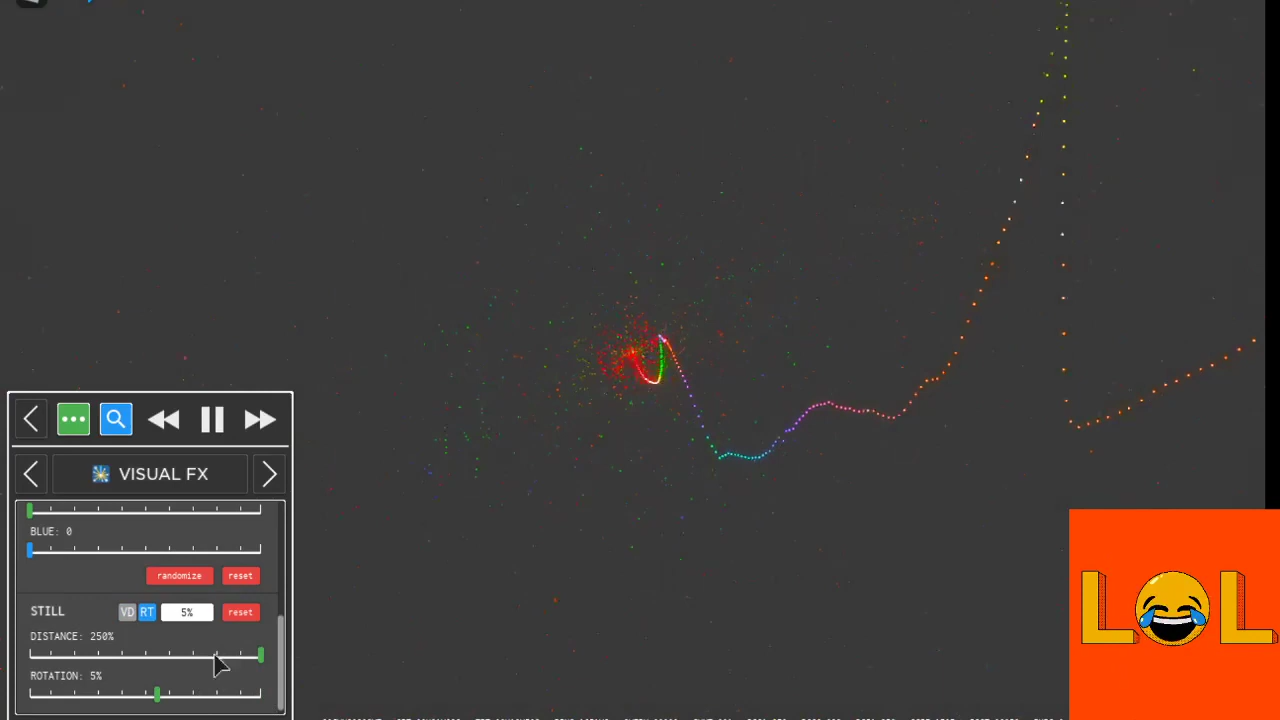 VISUAL FX
BLUE: 0
randomize
reset
STILL
VD
RT
5%
reset
DISTANCE: 250%
ROTATION: 5%
LOL